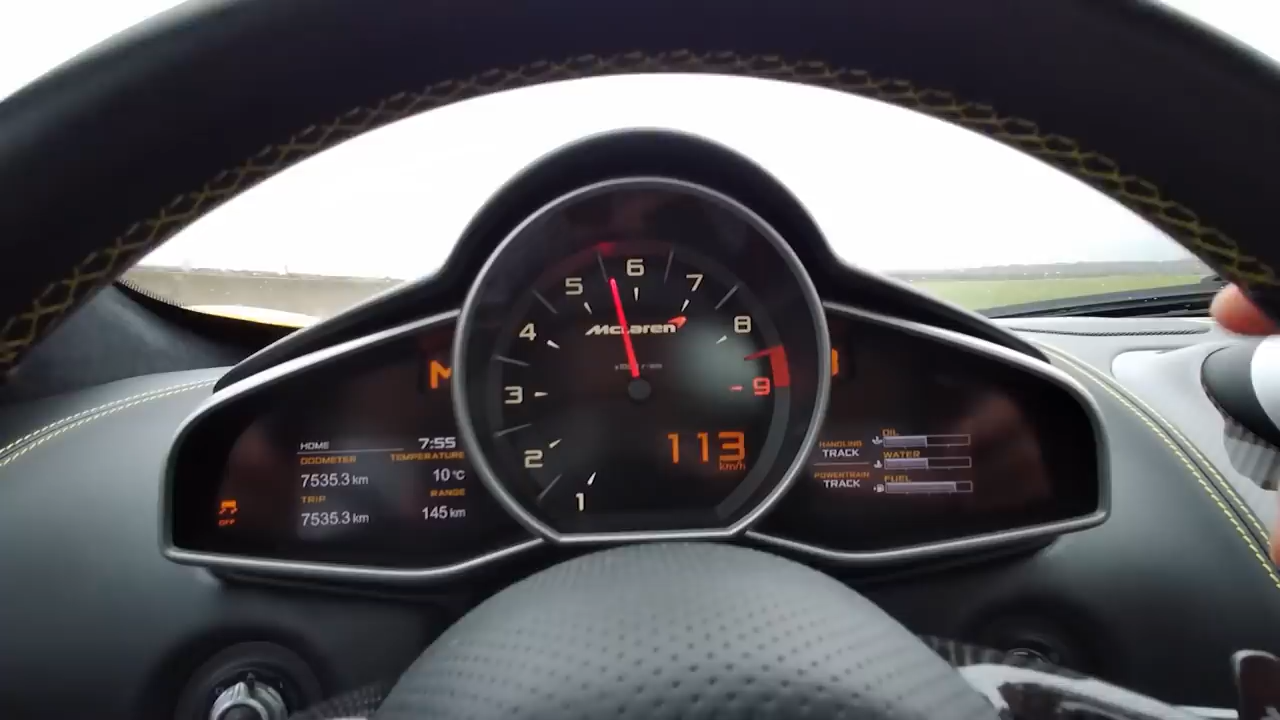 6
5
7
4
8
McLaren
M
3
9
113
km/h
2
1
HOME 7:55
ODOMETER TEMPERATURE
7535.3 km 10°C
TRIP RANGE
7535.3 km 145 km
OFF
HANDLING
TRACK
POWERTRAIN
TRACK
OIL
WATER
FUEL